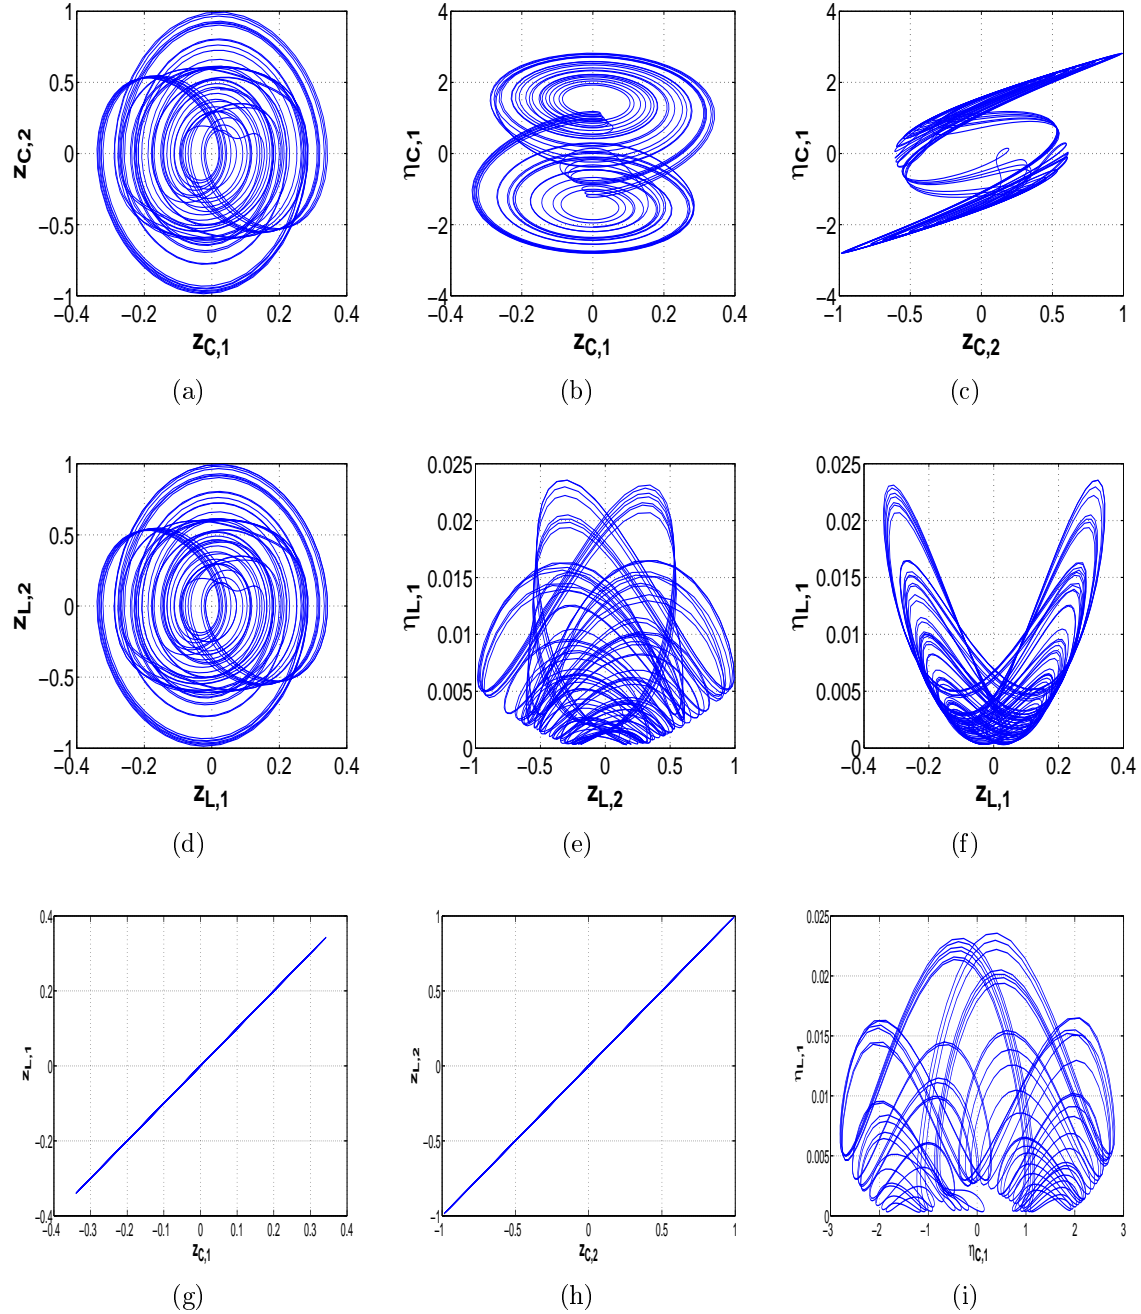 1
0.5
0
−0.5
−1
−0.4 −0.2 0 0.2 0.4
z_C,2
z_C,1
(a)
4
2
0
−2
−4
−0.4 −0.2 0 0.2 0.4
η_C,1
z_C,1
(b)
4
2
0
−2
−4
−1 −0.5 0 0.5 1
η_C,1
z_C,2
(c)
1
0.5
0
−0.5
−1
−0.4 −0.2 0 0.2 0.4
z_L,2
z_L,1
(d)
0.025
0.02
0.015
0.01
0.005
0
−1 −0.5 0 0.5 1
η_L,1
z_L,2
(e)
0.025
0.02
0.015
0.01
0.005
0
−0.4 −0.2 0 0.2 0.4
η_L,1
z_L,1
(f)
0.4
0.2
0
−0.2
−0.4
−0.4 −0.3 −0.2 −0.1 0 0.1 0.2 0.3 0.4
z_L,1
z_C,1
(g)
1
0.5
0
−0.5
−1
−1 −0.5 0 0.5 1
z_L,2
z_C,2
(h)
0.025
0.02
0.015
0.01
0.005
0
−3 −2 −1 0 1 2 3
η_L,1
η_C,1
(i)